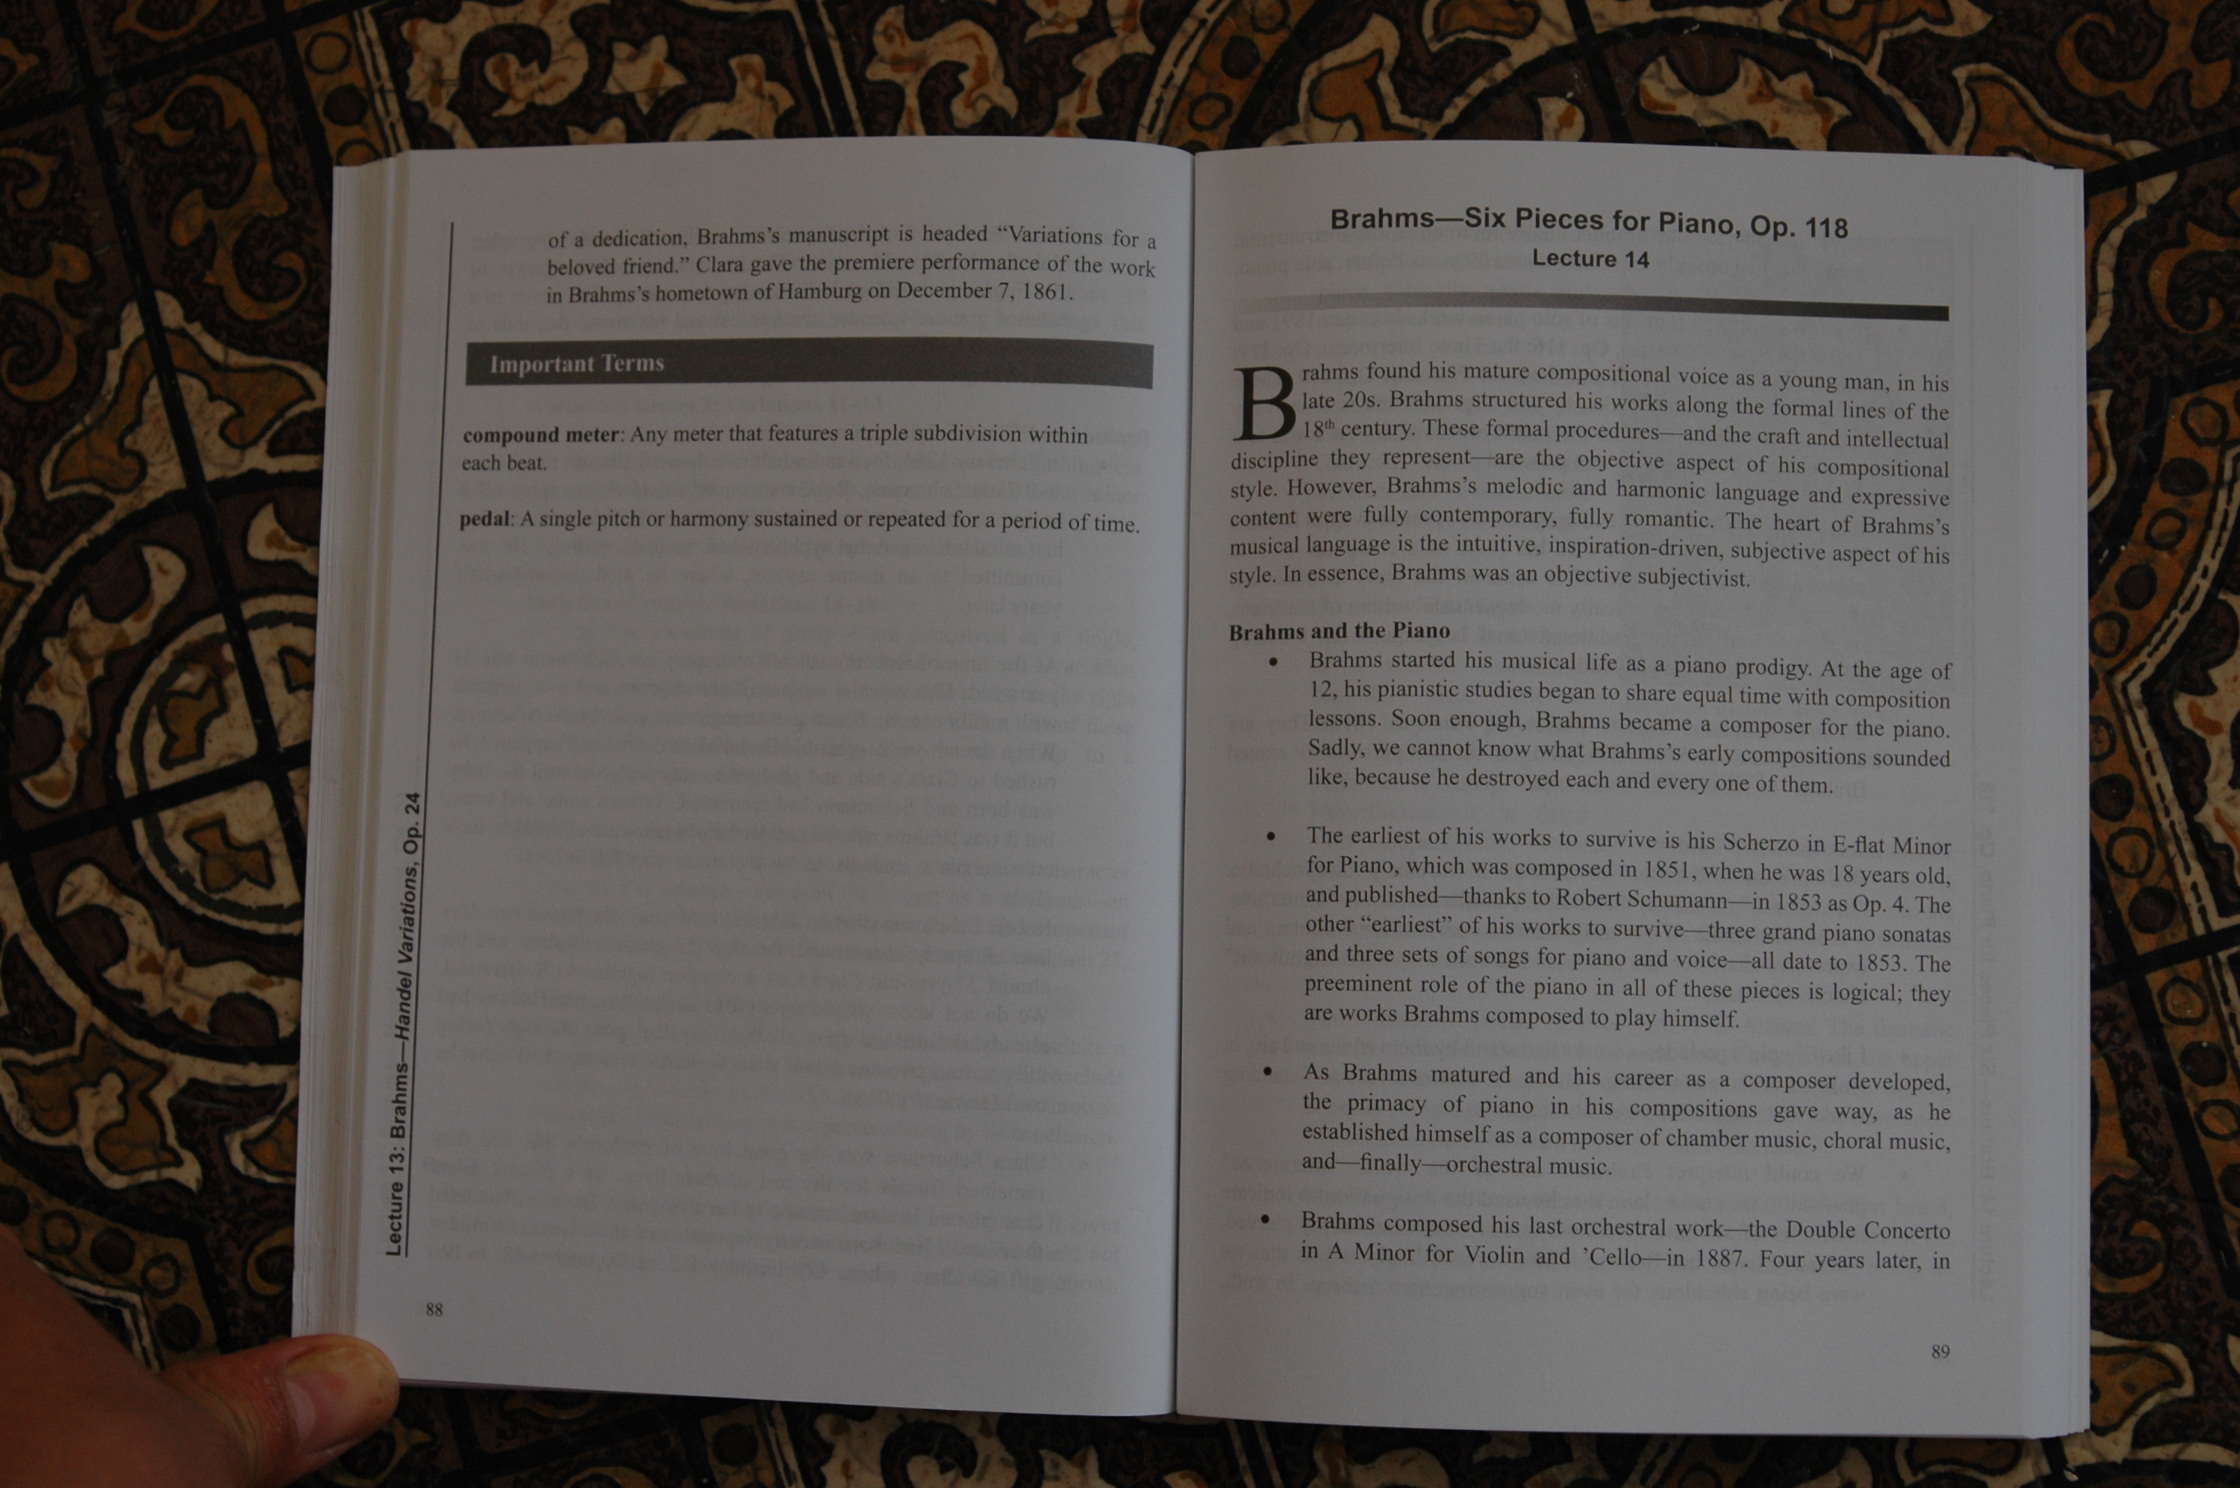 of a dedication, Brahms's manuscript is headed “Variations for a
beloved friend.” Clara gave the premiere performance of the work
in Brahms's hometown of Hamburg on December 7, 1861.
Important Terms
compound meter: Any meter that features a triple subdivision within
each beat.
pedal: A single pitch or harmony sustained or repeated for a period of time.
Lecture 13: Brahms—Handel Variations, Op. 24
88
Brahms—Six Pieces for Piano, Op. 118
Lecture 14
Brahms found his mature compositional voice as a young man, in his
late 20s. Brahms structured his works along the formal lines of the
18th century. These formal procedures—and the craft and intellectual
discipline they represent—are the objective aspect of his compositional
style. However, Brahms's melodic and harmonic language and expressive
content were fully contemporary, fully romantic. The heart of Brahms's
musical language is the intuitive, inspiration-driven, subjective aspect of his
style. In essence, Brahms was an objective subjectivist.
Brahms and the Piano
• Brahms started his musical life as a piano prodigy. At the age of
12, his pianistic studies began to share equal time with composition
lessons. Soon enough, Brahms became a composer for the piano.
Sadly, we cannot know what Brahms's early compositions sounded
like, because he destroyed each and every one of them.
• The earliest of his works to survive is his Scherzo in E-flat Minor
for Piano, which was composed in 1851, when he was 18 years old,
and published—thanks to Robert Schumann—in 1853 as Op. 4. The
other “earliest” of his works to survive—three grand piano sonatas
and three sets of songs for piano and voice—all date to 1853. The
preeminent role of the piano in all of these pieces is logical; they
are works Brahms composed to play himself.
• As Brahms matured and his career as a composer developed,
the primacy of piano in his compositions gave way, as he
established himself as a composer of chamber music, choral music,
and—finally—orchestral music.
• Brahms composed his last orchestral work—the Double Concerto
in A Minor for Violin and ’Cello—in 1887. Four years later, in
89